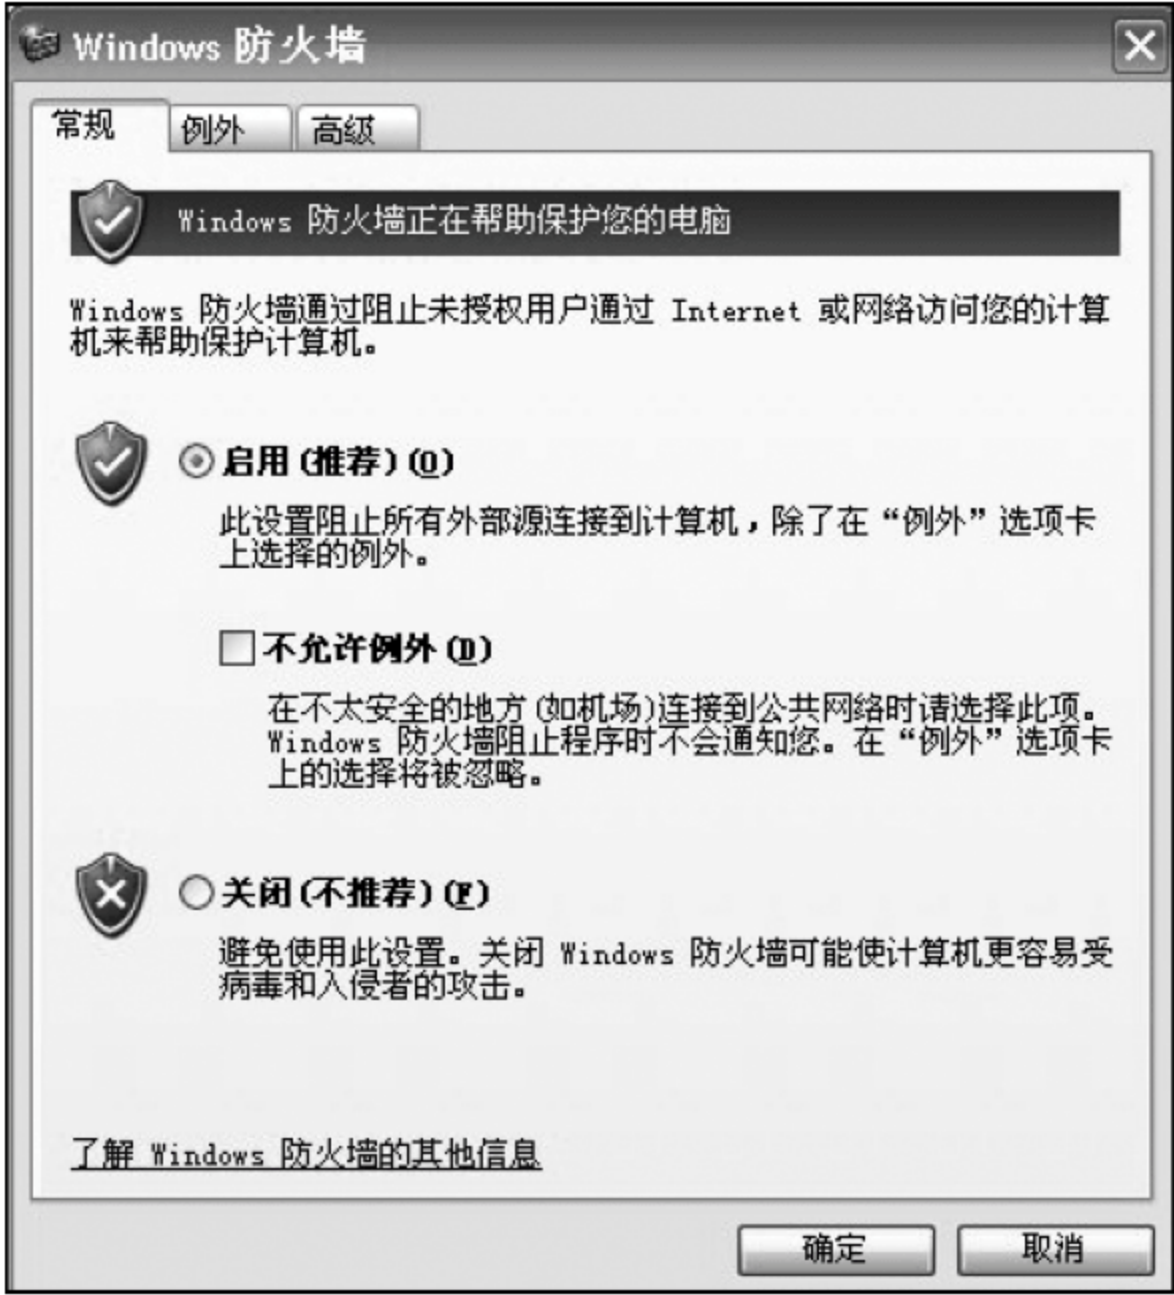 Windows 防火墙
常规 例外 高级
Windows 防火墙正在帮助保护您的电脑
Windows 防火墙通过阻止未授权用户通过 Internet 或网络访问您的计算
机来帮助保护计算机。
启用(推荐)(O)
此设置阻止所有外部源连接到计算机，除了在“例外”选项卡
上选择的例外。
不允许例外(D)
在不太安全的地方(如机场)连接到公共网络时请选择此项。
Windows 防火墙阻止程序时不会通知您。在“例外”选项卡
上的选择将被忽略。
关闭(不推荐)(F)
避免使用此设置。关闭 Windows 防火墙可能使计算机更容易受
病毒和入侵者的攻击。
了解 Windows 防火墙的其他信息
确定 取消